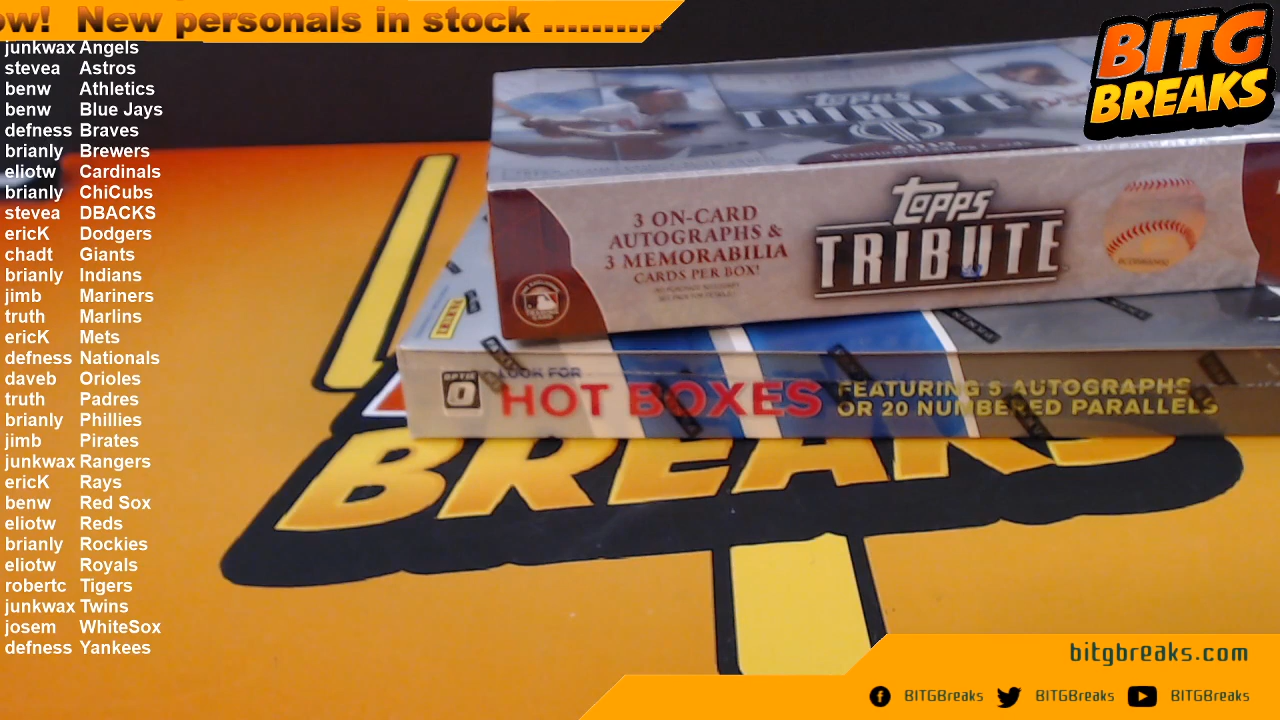 ow!  New personals in stock ..........
BITG
BREAKS
junkwax Angels
stevea Astros
benw Athletics
benw Blue Jays
defness Braves
brianly Brewers
eliotw Cardinals
brianly ChiCubs
stevea DBACKS
ericK Dodgers
chadt Giants
brianly Indians
jimb Mariners
truth Marlins
ericK Mets
defness Nationals
daveb Orioles
truth Padres
brianly Phillies
jimb Pirates
junkwax Rangers
ericK Rays
benw Red Sox
eliotw Reds
brianly Rockies
eliotw Royals
robertc Tigers
junkwax Twins
josem WhiteSox
defness Yankees
TOPPS
TRIBUTE
2019
3 ON-CARD
AUTOGRAPHS &
3 MEMORABILIA
CARDS PER BOX!
TOPPS
TRIBUTE
OPTIC
LOOK FOR
HOT BOXES
FEATURING 5 AUTOGRAPHS
OR 20 NUMBERED PARALLELS
BREAKS
bitgbreaks.com
BITGBreaks
BITGBreaks
BITGBreaks